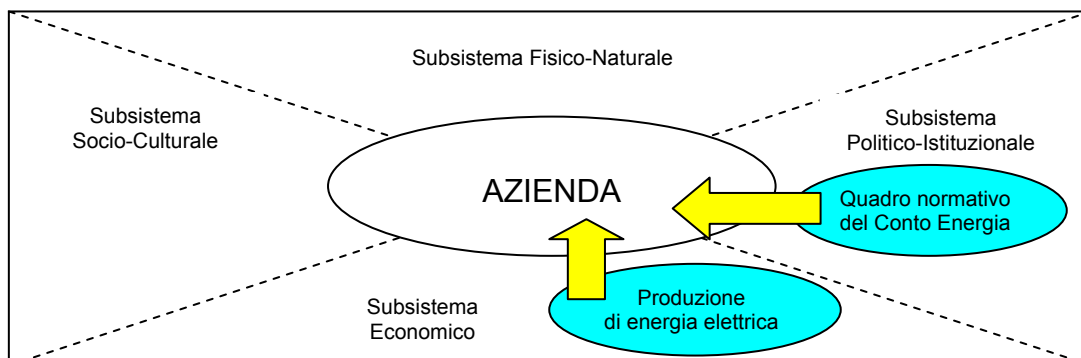 Subsistema Fisico-Naturale
Subsistema
Socio-Culturale
Subsistema
Politico-Istituzionale
AZIENDA
Quadro normativo
del Conto Energia
Subsistema
Economico
Produzione
di energia elettrica